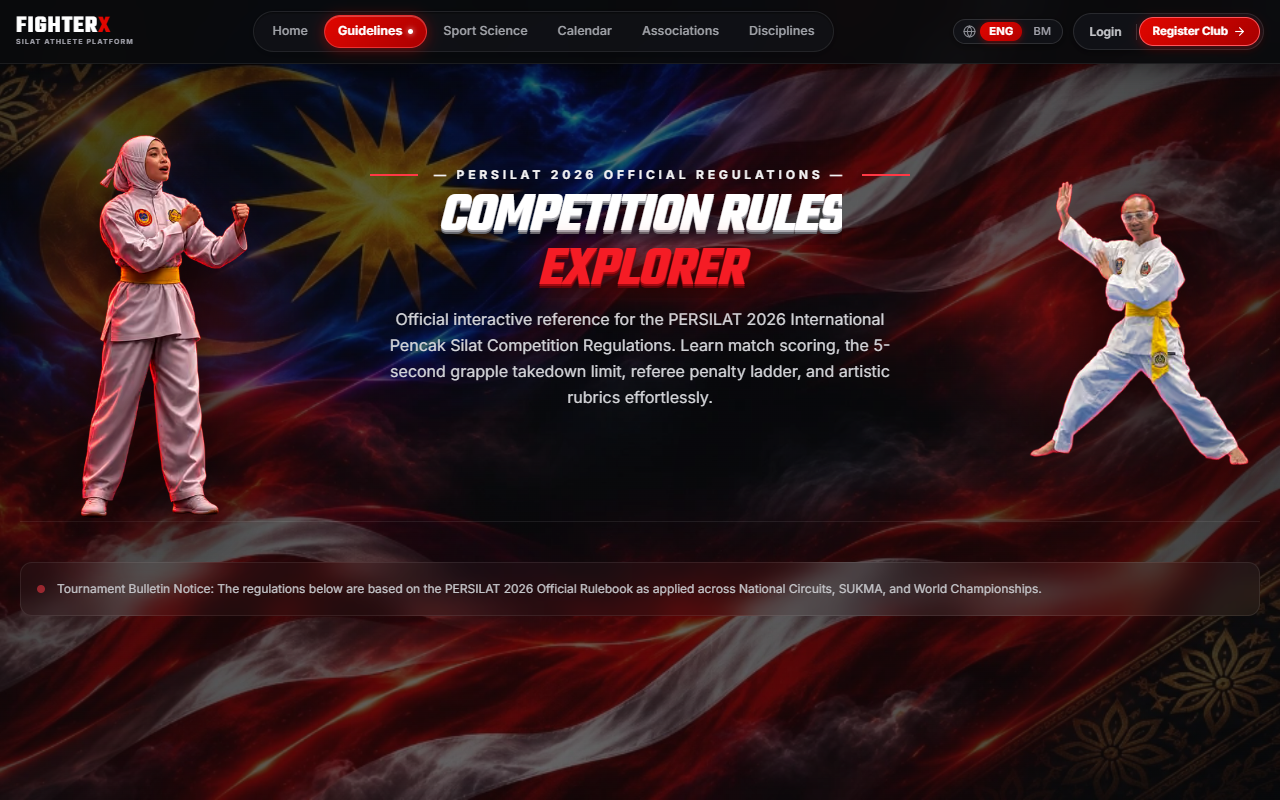 FIGHTERX
SILAT ATHLETE PLATFORM
Home
Guidelines
Sport Science
Calendar
Associations
Disciplines
ENG
BM
Login
Register Club →
— PERSILAT 2026 OFFICIAL REGULATIONS —
COMPETITION RULES
EXPLORER
Official interactive reference for the PERSILAT 2026 International
Pencak Silat Competition Regulations. Learn match scoring, the 5-
second grapple takedown limit, referee penalty ladder, and artistic
rubrics effortlessly.
Tournament Bulletin Notice: The regulations below are based on the PERSILAT 2026 Official Rulebook as applied across National Circuits, SUKMA, and World Championships.